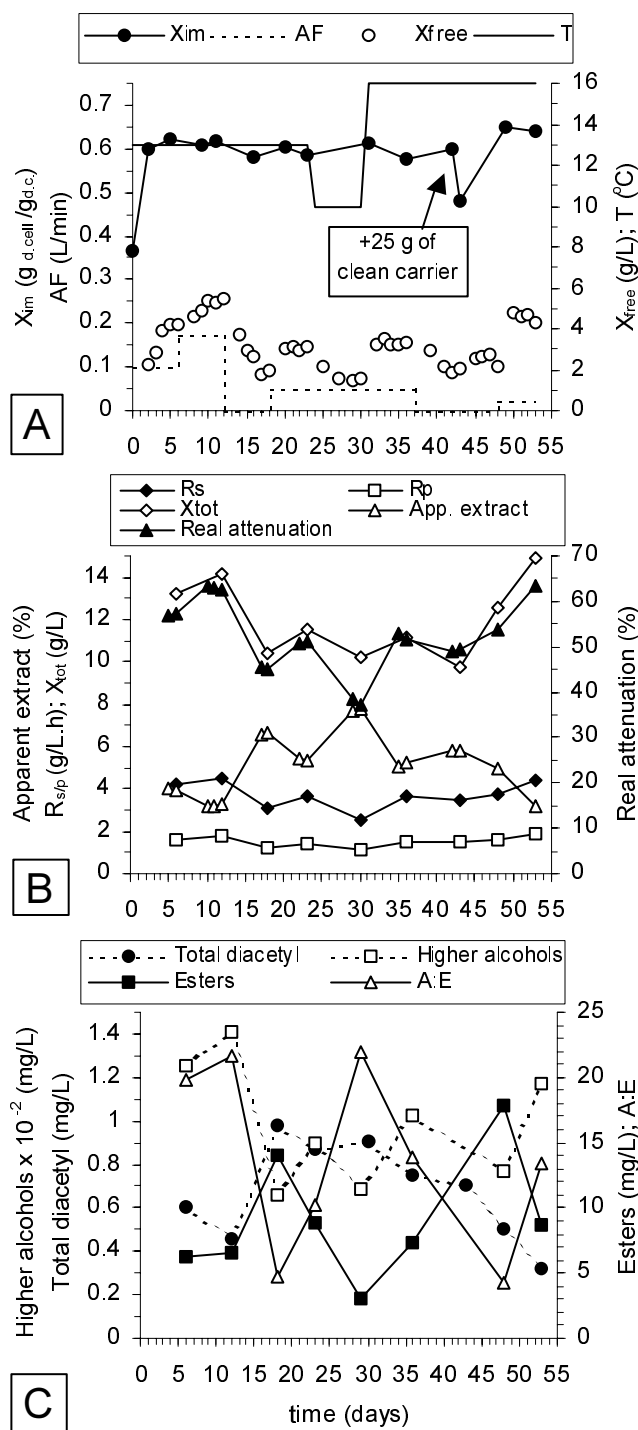 Xim AF Xfree T
0.7
0.6
0.5
0.4
0.3
0.2
0.1
0
X im (g d.cell /g d.c.)
AF (L/min)
16
14
12
10
8
6
4
2
0
X free (g/L); T (°C)
+25 g of
clean carrier
0 5 10 15 20 25 30 35 40 45 50 55
A
Rs Rp
Xtot App. extract
Real attenuation
14
12
10
8
6
4
2
0
Apparent extract (%)
R s/p (g/L.h); X tot (g/L)
70
60
50
40
30
20
10
0
Real attenuation (%)
0 5 10 15 20 25 30 35 40 45 50 55
B
Total diacetyl Higher alcohols
Esters A:E
1.4
1.2
1
0.8
0.6
0.4
0.2
0
Higher alcohols x 10 -2 (mg/L)
Total diacetyl (mg/L)
25
20
15
10
5
0
Esters (mg/L); A:E
0 5 10 15 20 25 30 35 40 45 50 55
time (days)
C